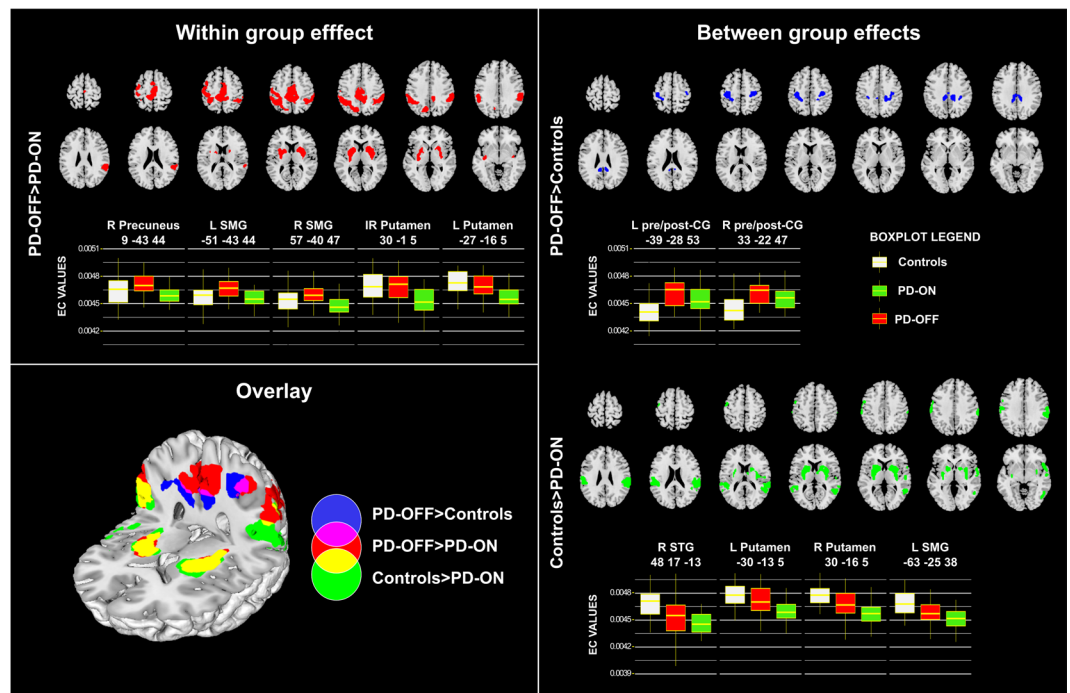 Within group efffect
PD-OFF>PD-ON
R Precuneus L SMG R SMG IR Putamen L Putamen
9 -43 44 -51 -43 44 57 -40 47 30 -1 5 -27 -16 5
EC VALUES
0.0051
0.0048
0.0045
0.0042
Between group effects
PD-OFF>Controls
L pre/post-CG R pre/post-CG
-39 -28 53 33 -22 47
EC VALUES
0.0051
0.0048
0.0045
0.0042
BOXPLOT LEGEND
Controls
PD-ON
PD-OFF
Overlay
PD-OFF>Controls
PD-OFF>PD-ON
Controls>PD-ON
Controls>PD-ON
R STG L Putamen R Putamen L SMG
48 17 -13 -30 -13 5 30 -16 5 -63 -25 38
EC VALUES
0.0048
0.0045
0.0042
0.0039